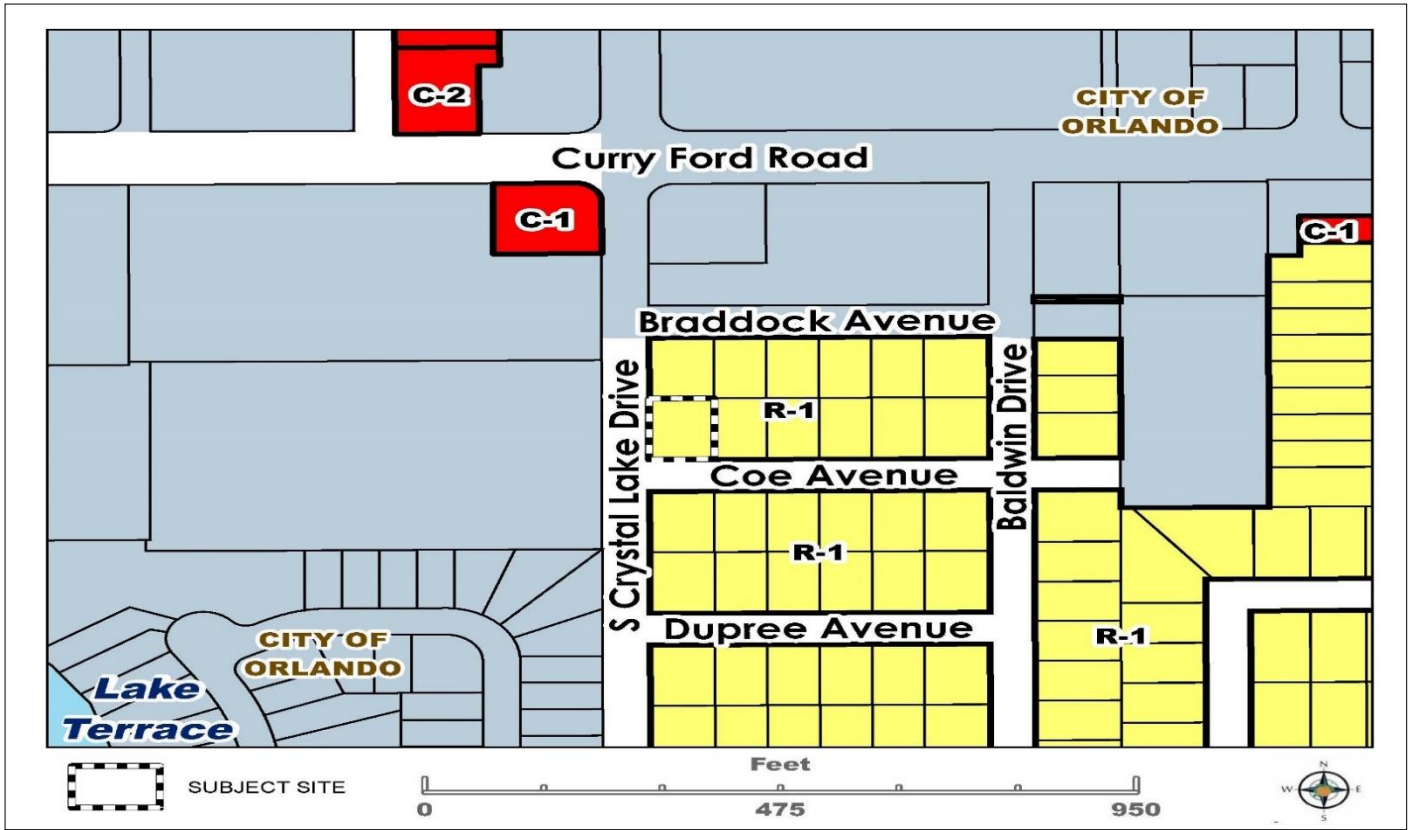 C-2
CITY OF
ORLANDO
Curry Ford Road
C-1
C-1
Braddock Avenue
S Crystal Lake Drive
Baldwin Drive
R-1
Coe Avenue
R-1
Dupree Avenue
R-1
CITY OF
ORLANDO
Lake
Terrace
SUBJECT SITE
Feet
0 475 950
N
W E
S